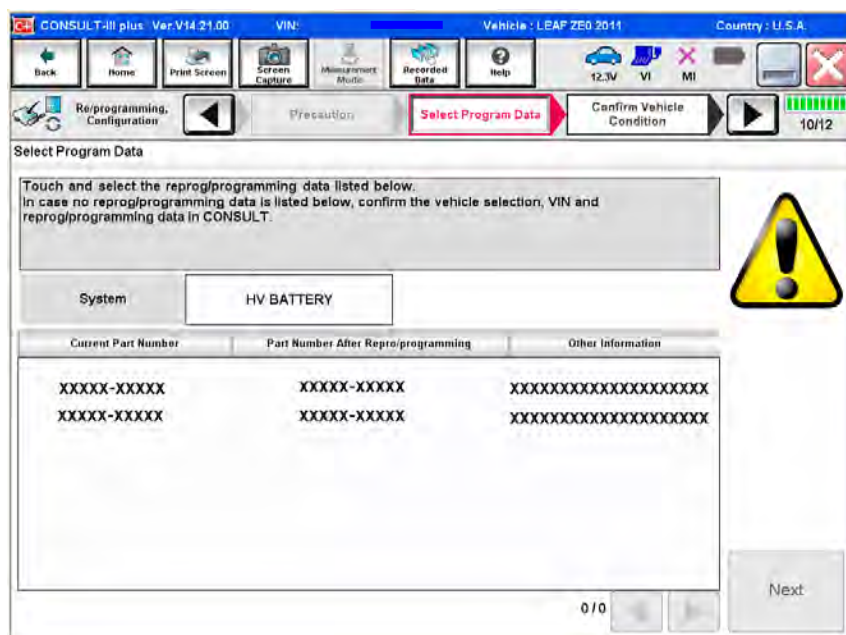 CONSULT-III plus Ver.V14.21.00 VIN: Vehicle : LEAF ZE0 2011 Country : U.S.A.
Back Home Print Screen Screen Capture Measurement Mode Recorded Data Help 12.3V VI MI
Re/programming, Configuration Precaution Select Program Data Confirm Vehicle Condition 10/12
Select Program Data
Touch and select the reprog/programming data listed below.
In case no reprog/programming data is listed below, confirm the vehicle selection, VIN and
reprog/programming data in CONSULT.
System HV BATTERY
Current Part Number Part Number After Repro/programming Other Information
XXXXX-XXXXX XXXXX-XXXXX XXXXXXXXXXXXXXXXXXXXX
XXXXX-XXXXX XXXXX-XXXXX XXXXXXXXXXXXXXXXXXXXX
Next
0/0